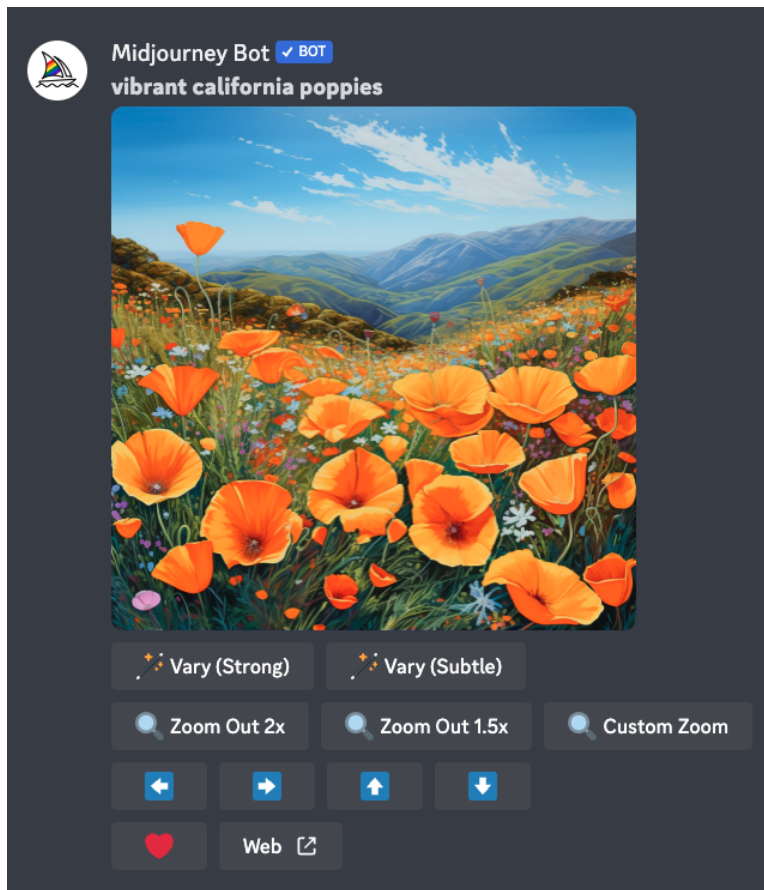 Midjourney Bot ✓ BOT
vibrant california poppies
Vary (Strong) Vary (Subtle)
Zoom Out 2x Zoom Out 1.5x Custom Zoom
Web